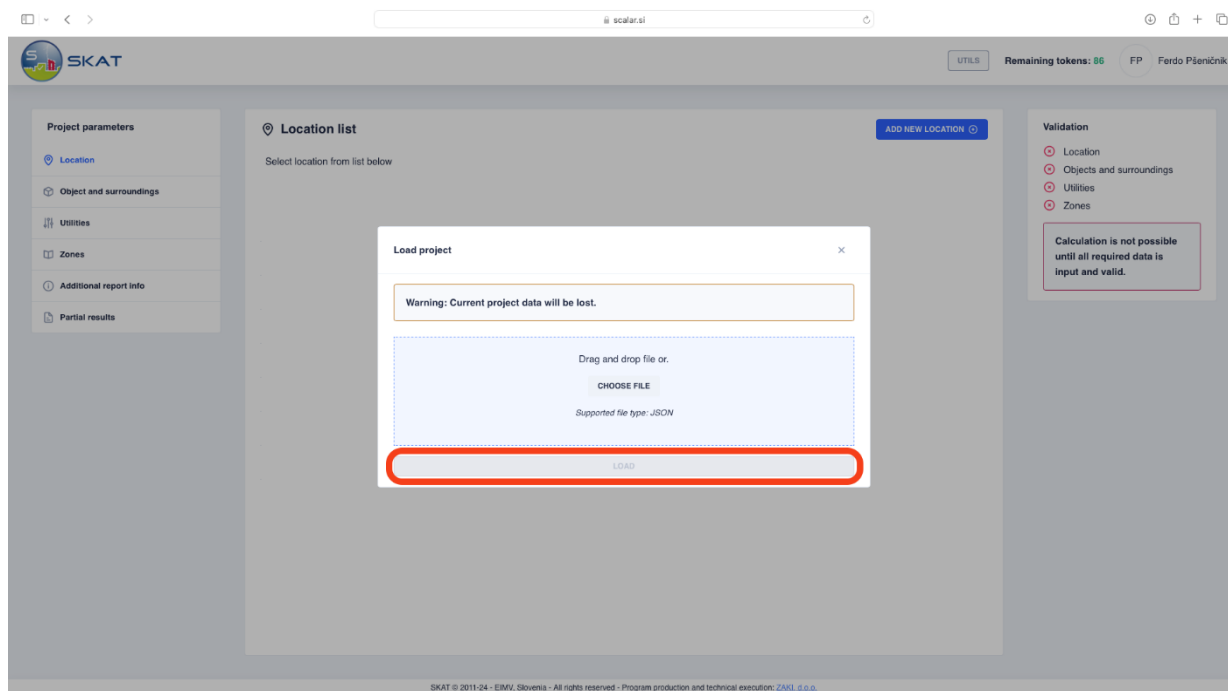 scalar.si
SKAT
UTILS
Remaining tokens: 86
FP
Ferdo Pšeničnik
Project parameters
Location
Object and surroundings
Utilities
Zones
Additional report info
Partial results
Location list
ADD NEW LOCATION
Select location from list below
Load project
Warning: Current project data will be lost.
Drag and drop file or.
CHOOSE FILE
Supported file type: JSON
LOAD
Validation
Location
Objects and surroundings
Utilities
Zones
Calculation is not possible
until all required data is
input and valid.
SKAT © 2011-24 - EIMV, Slovenia - All rights reserved - Program production and technical execution: ZAKI, d.o.o.